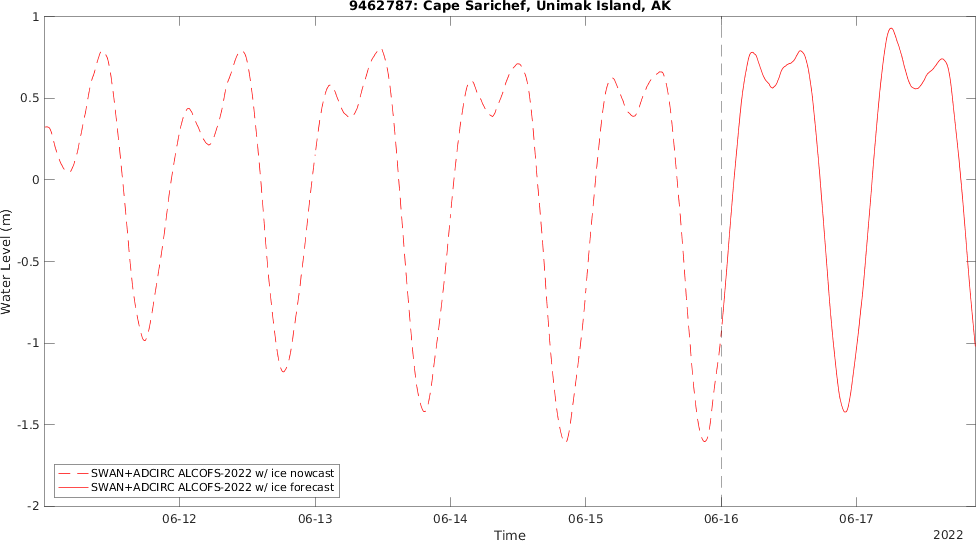 9462787: Cape Sarichef, Unimak Island, AK
1
0.5
0
-0.5
-1
-1.5
-2
Water Level (m)
SWAN+ADCIRC ALCOFS-2022 w/ ice nowcast
SWAN+ADCIRC ALCOFS-2022 w/ ice forecast
06-12 06-13 06-14 06-15 06-16 06-17
Time
2022